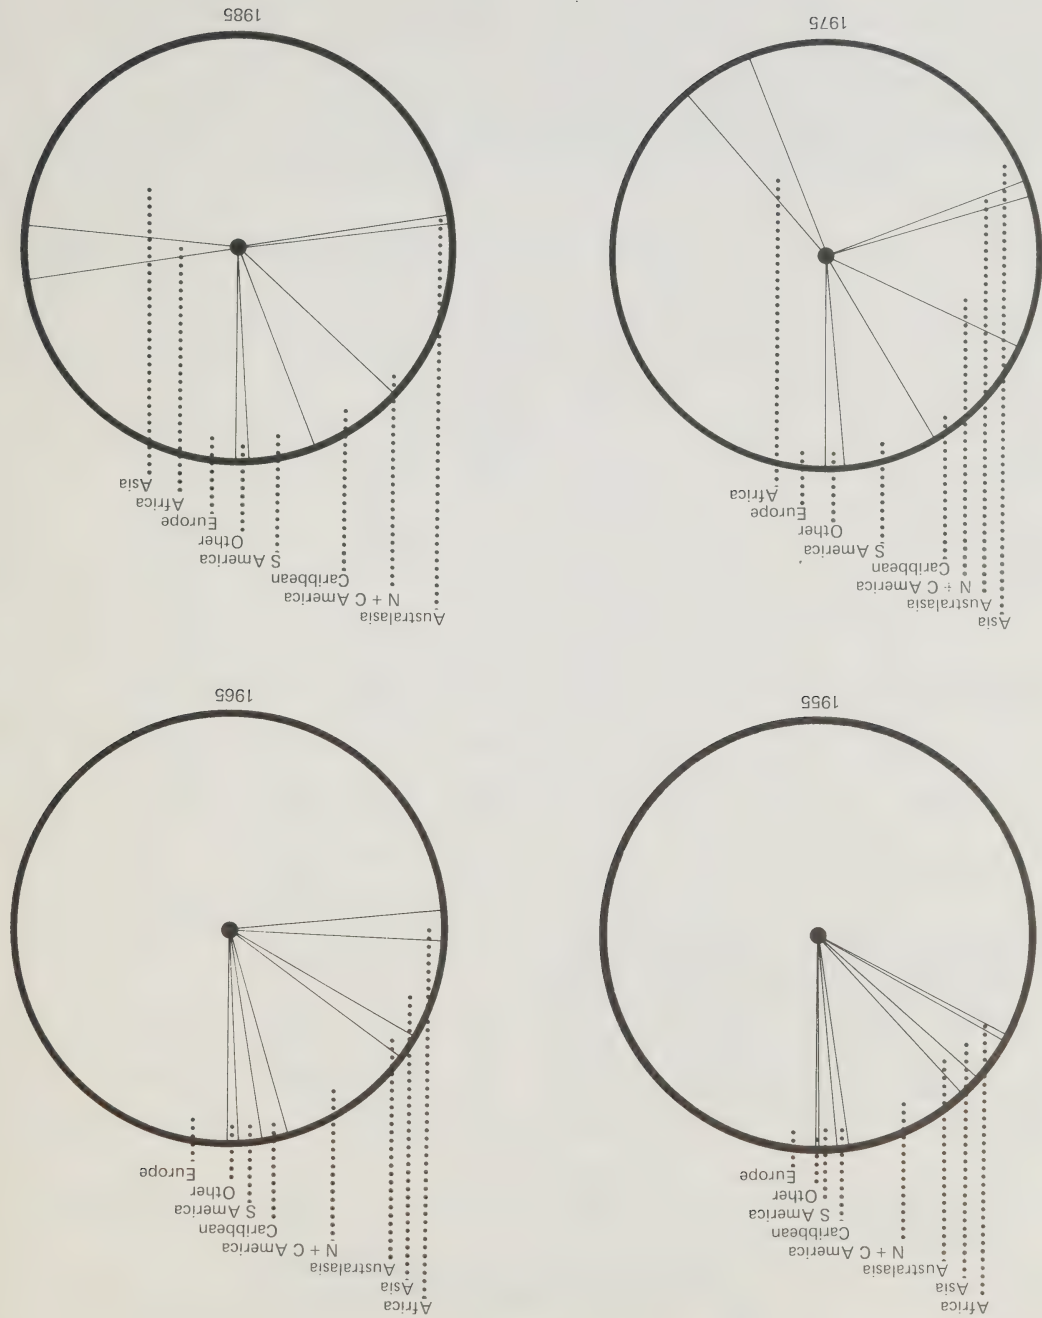 Africa
Asia
Australasia
N + C America
Caribbean
S America
Other
Europe
1955
Africa
Asia
Australasia
N + C America
Caribbean
S America
Other
Europe
1965
Asia
Australasia
N + C America
Caribbean
S America
Other
Europe
Africa
1975
Australasia
N + C America
Caribbean
S America
Other
Europe
Africa
Asia
1985